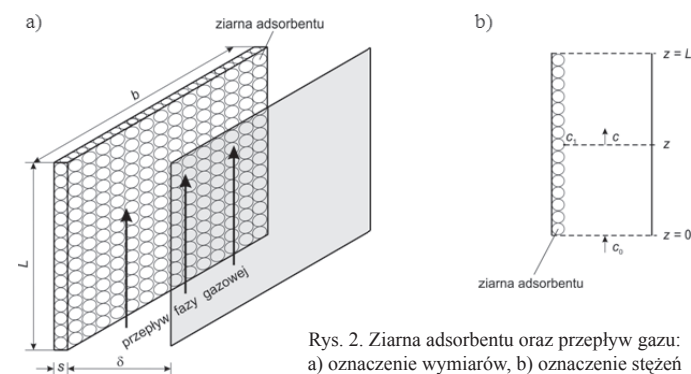 a)
ziarna adsorbentu
b
L
przepływ fazy gazowej
s
δ
b)
z = L
c₁
c
z
z = 0
c₀
ziarna adsorbentu
Rys. 2. Ziarna adsorbentu oraz przepływ gazu:
a) oznaczenie wymiarów, b) oznaczenie stężeń